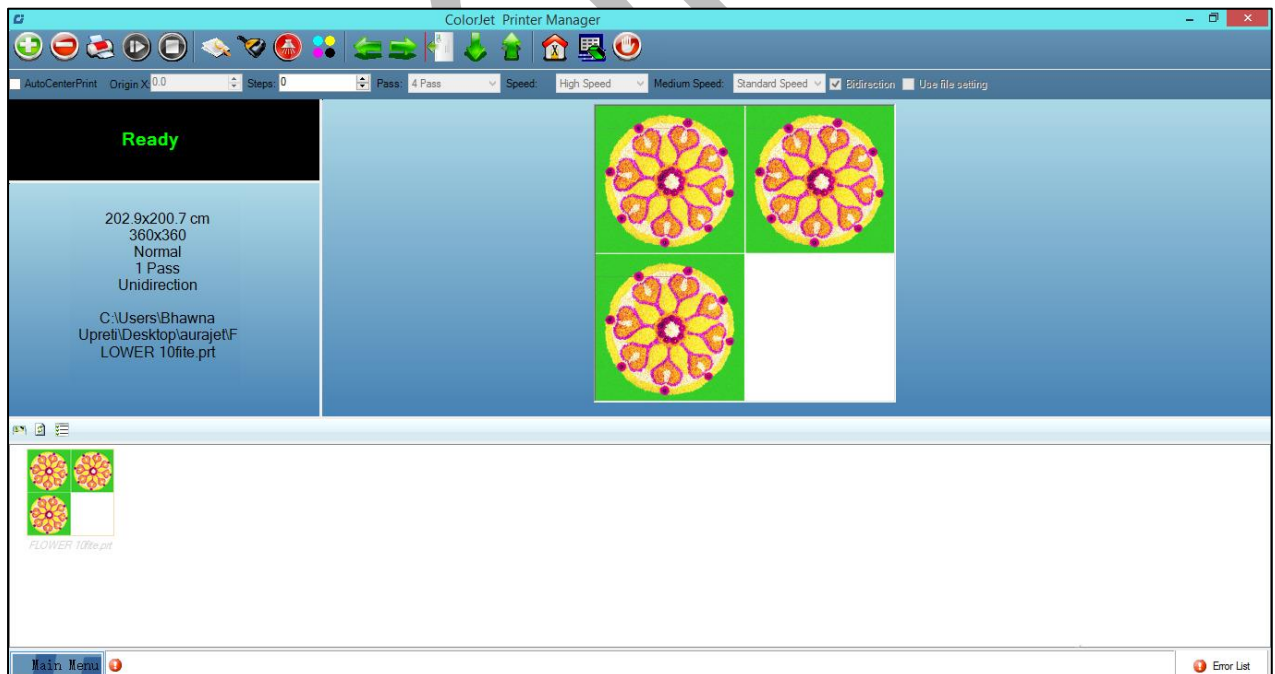 ColorJet Printer Manager
AutoCenterPrint Origin X: 0.0 Steps: 0 Pass: 4 Pass Speed: High Speed Medium Speed: Standard Speed Bidirection Use file setting
Ready
202.9x200.7 cm
360x360
Normal
1 Pass
Unidirection
C:\Users\Bhawna
Upreti\Desktop\aurajet\F
LOWER 10fite.prt
FLOWER 10fite.prt
Main Menu
Error List